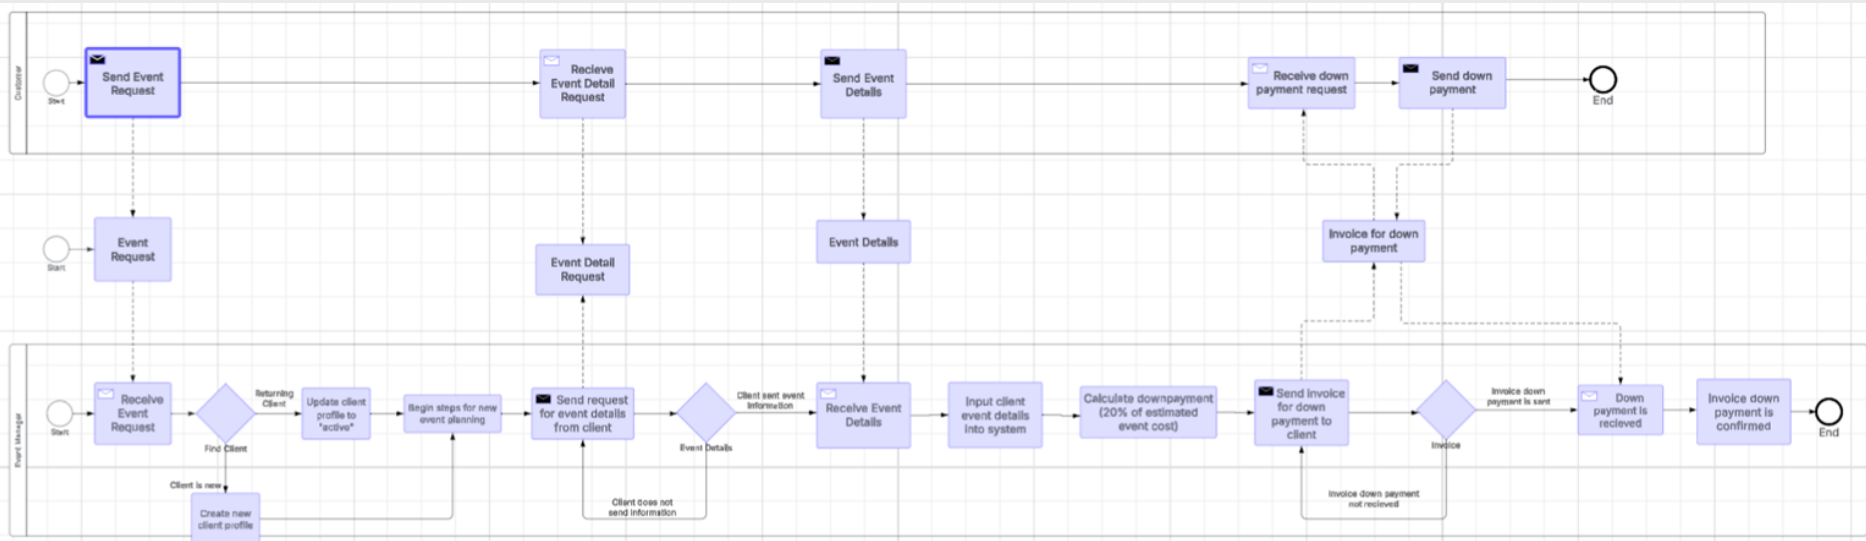 Customer
Start
Send Event
Request
Recieve
Event Detail
Request
Send Event
Details
Receive down
payment request
Send down
payment
End
Start
Event
Request
Event Detail
Request
Event Details
Invoice for down
payment
Event Manager
Start
Receive
Event
Request
Find Client
Returning
Client
Update client
profile to
"active"
Begin steps for new
event planning
Send request
for event details
from client
Event Details
Client sent event
Information
Receive Event
Details
Input client
event details
into system
Calculate downpayment
(20% of estimated
event cost)
Send invoice
for down
payment to
client
Invoice
Invoice down
payment is sent
Down
payment is
recieved
Invoice down
payment is
confirmed
End
Client is new
Create new
client profile
Client does not
send information
Invoice down payment
not recieved